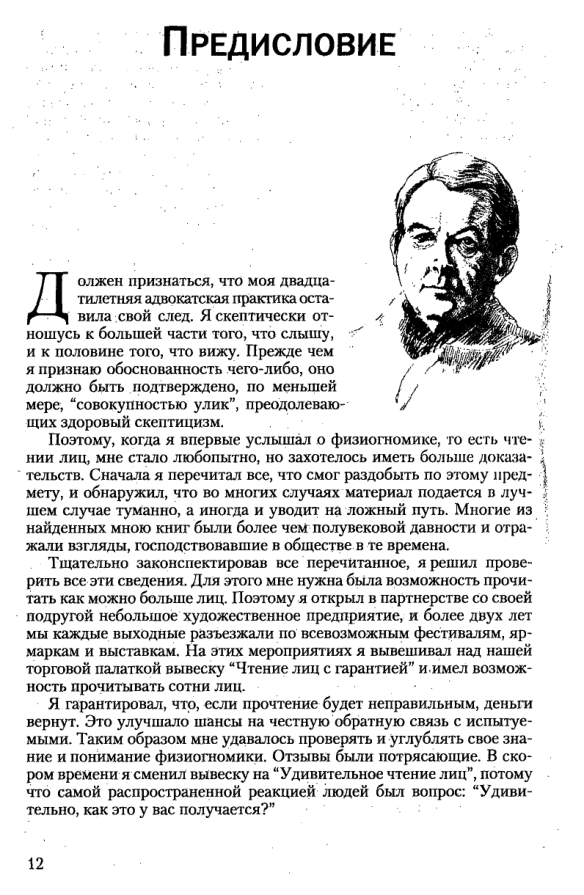 ПРЕДИСЛОВИЕ
Должен признаться, что моя двадца-
тилетняя адвокатская практика оста-
вила свой след. Я скептически от-
ношусь к большей части того, что слышу,
и к половине того, что вижу. Прежде чем
я признаю обоснованность чего-либо, оно
должно быть подтверждено, по меньшей
мере, “совокупностью улик”, преодолеваю-
щих здоровый скептицизм.
Поэтому, когда я впервые услышал о физиогномике, то есть чте-
нии лиц, мне стало любопытно, но захотелось иметь больше доказа-
тельств. Сначала я перечитал все, что смог раздобыть по этому пред-
мету, и обнаружил, что во многих случаях материал подается в луч-
шем случае туманно, а иногда и уводит на ложный путь. Многие из
найденных мною книг были более чем полувековой давности и отра-
жали взгляды, господствовавшие в обществе в те времена.
Тщательно законспектировав все перечитанное, я решил прове-
рить все эти сведения. Для этого мне нужна была возможность прочи-
тать как можно больше лиц. Поэтому я открыл в партнерстве со своей
подругой небольшое художественное предприятие, и более двух лет
мы каждые выходные разъезжали по всевозможным фестивалям, яр-
маркам и выставкам. На этих мероприятиях я вывешивал над нашей
торговой палаткой вывеску “Чтение лиц с гарантией” и имел возмож-
ность прочитывать сотни лиц.
Я гарантировал, что, если прочтение будет неправильным, деньги
вернут. Это улучшало шансы на честную обратную связь с испытуе-
мыми. Таким образом мне удавалось проверять и углублять свое зна-
ние и понимание физиогномики. Отзывы были потрясающие. В ско-
ром времени я сменил вывеску на “Удивительное чтение лиц”, потому
что самой распространенной реакцией людей был вопрос: “Удиви-
тельно, как это у вас получается?”
12